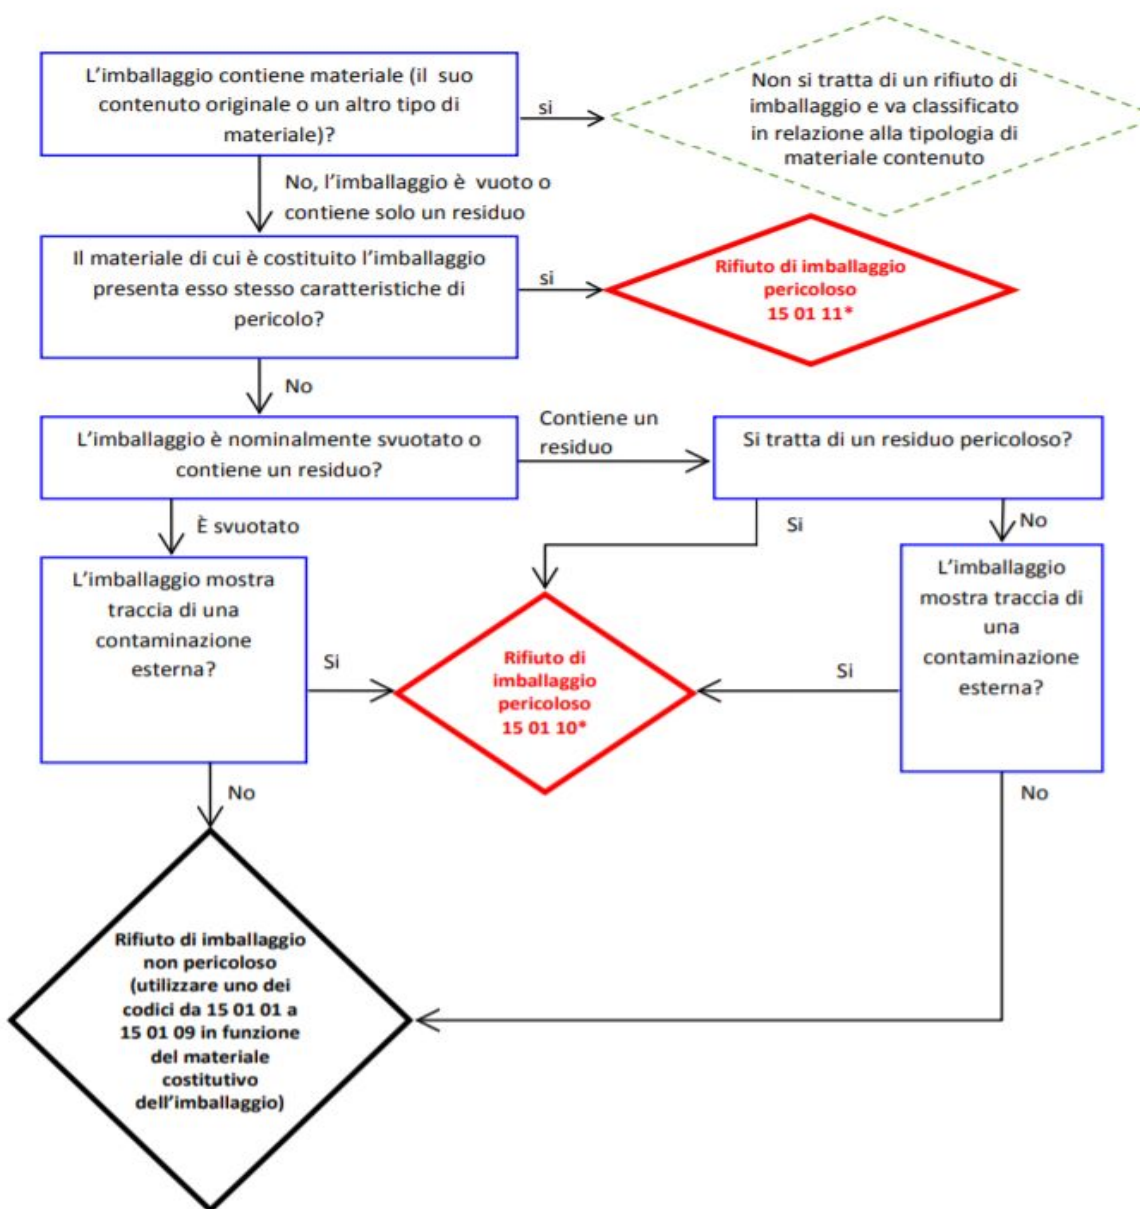 L’imballaggio contiene materiale (il suo
contenuto originale o un altro tipo di
materiale)?
si
Non si tratta di un rifiuto di
imballaggio e va classificato
in relazione alla tipologia di
materiale contenuto
No, l’imballaggio è vuoto o
contiene solo un residuo
Il materiale di cui è costituito l’imballaggio
presenta esso stesso caratteristiche di
pericolo?
si
Rifiuto di imballaggio
pericoloso
15 01 11*
No
L’imballaggio è nominalmente svuotato o
contiene un residuo?
Contiene un
residuo
Si tratta di un residuo pericoloso?
È svuotato
Si
No
L’imballaggio mostra
traccia di una
contaminazione
esterna?
Si
Rifiuto di
imballaggio
pericoloso
15 01 10*
Si
L’imballaggio
mostra traccia di
una
contaminazione
esterna?
No
No
Rifiuto di imballaggio
non pericoloso
(utilizzare uno dei
codici da 15 01 01 a
15 01 09 in funzione
del materiale
costitutivo
dell’imballaggio)